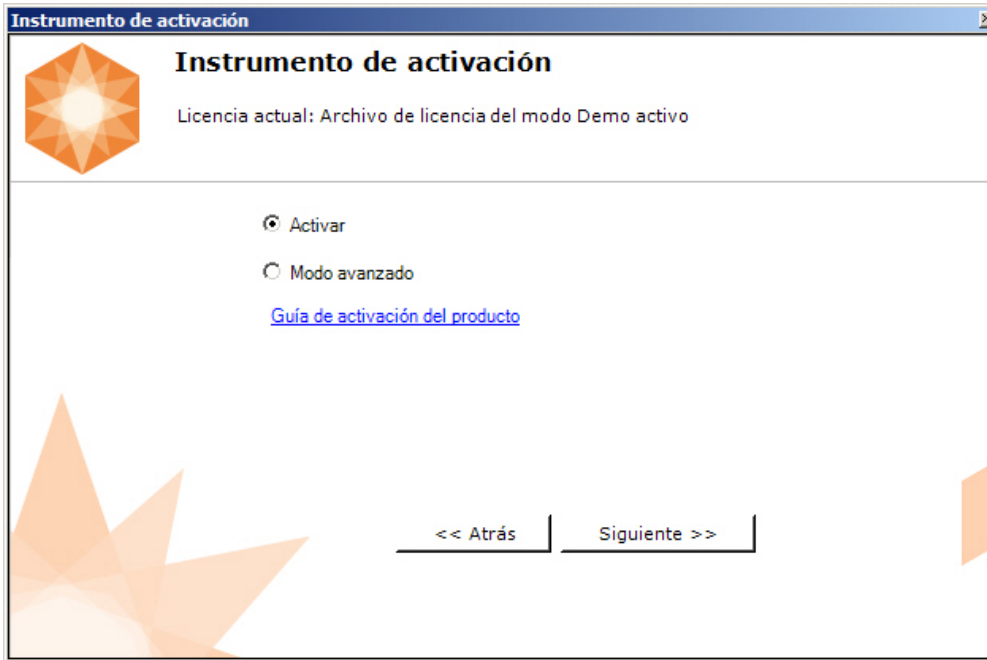 Instrumento de activación
Instrumento de activación
Licencia actual: Archivo de licencia del modo Demo activo
Activar
Modo avanzado
Guía de activación del producto
<< Atrás
Siguiente >>